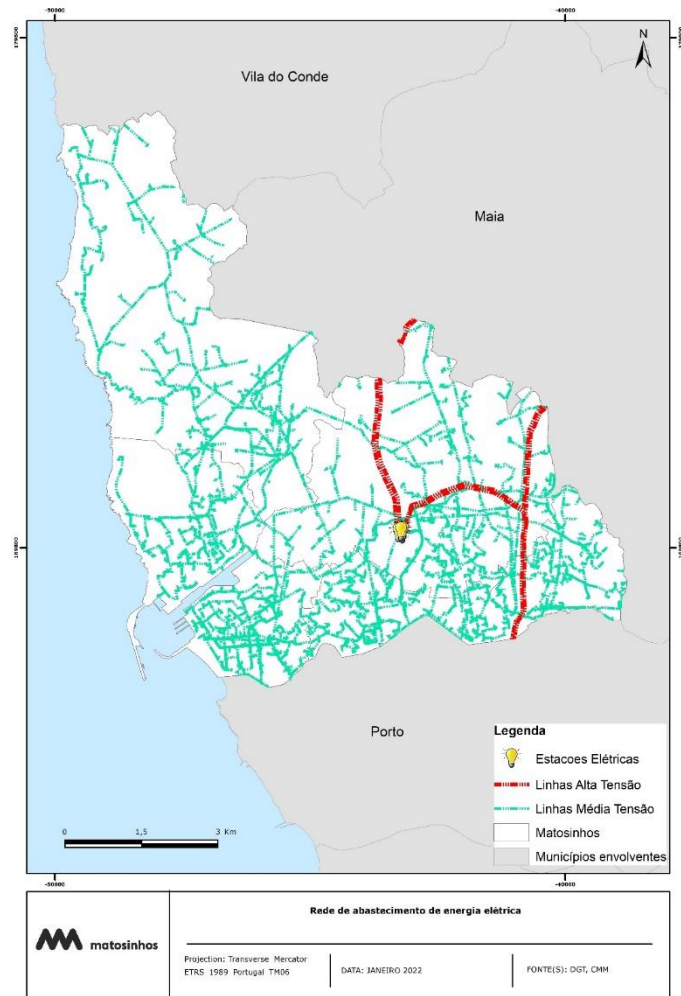 -50000
-40000
179800
N
Vila do Conde
Maia
Porto
Legenda
Estacoes Elétricas
Linhas Alta Tensão
Linhas Média Tensão
Matosinhos
Municípios envolventes
0 1,5 3 Km
-50000
-40000
matosinhos
Rede de abastecimento de energia elétrica
Projection: Transverse Mercator
ETRS 1989 Portugal TM06
DATA: JANEIRO 2022
FONTE(S): DGT, CMM